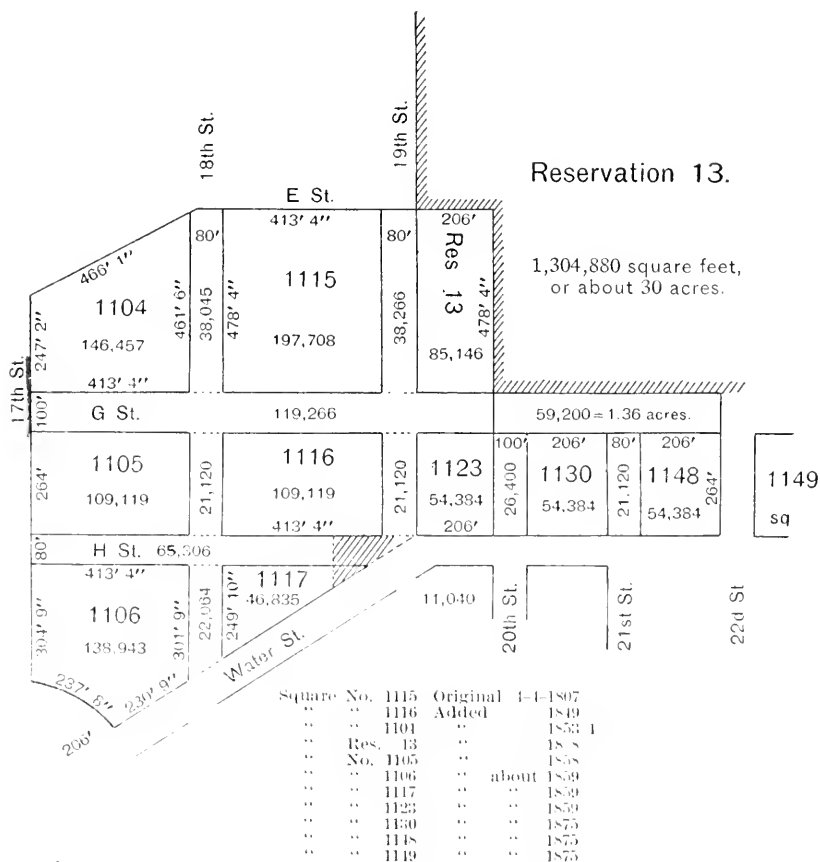 18th St.
19th St.
Reservation 13.
E St.
466' 1"
80'
413' 4"
80'
206'
Res 13
1,304,880 square feet,
or about 30 acres.
1104
1115
247' 2"
461' 6"
38,045
478' 4"
38,266
478' 4"
146,457
197,708
85,146
413' 4"
17th St.
100'
G St.
119,266
59,200 = 1.36 acres.
100' 206' 80' 206'
1105
1116
1123
1130
1148
1149
264'
109,119
21,120
109,119
21,120
54,384
26,400
54,384
21,120
54,384
264'
sq
413' 4"
206'
80'
H St. 65,306
413' 4"
1117
46,835
1106
304' 9"
138,943
301' 9"
22,064
249' 10"
11,040
20th St.
21st St.
22d St
Water St.
237' 8"
230' 9"
206'
Square No. 1115 Original 4-4-1807
" " 1116 Added 1849
" " 1104 " 1853
" Res. 13 "
" No. 1105 " 1858
" " 1106 " about 1859
" " 1117 " " 1859
" " 1123 " " 1859
" " 1130 " " 1875
" " 1148 " " 1875
" " 1149 " " 1875